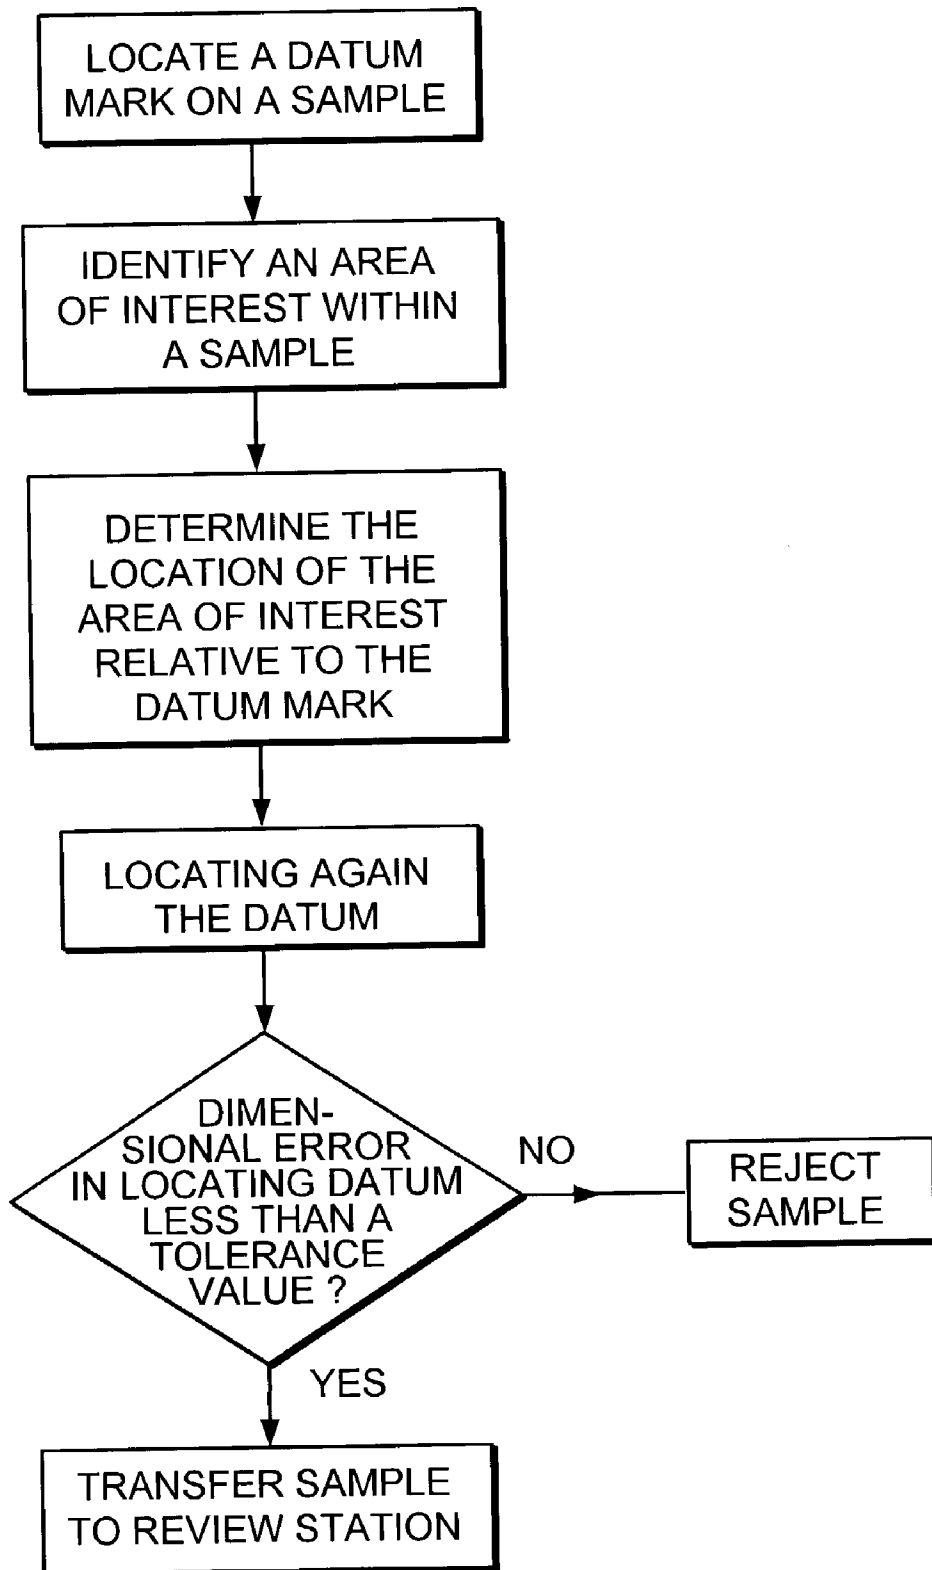 LOCATE A DATUM
MARK ON A SAMPLE
IDENTIFY AN AREA
OF INTEREST WITHIN
A SAMPLE
DETERMINE THE
LOCATION OF THE
AREA OF INTEREST
RELATIVE TO THE
DATUM MARK
LOCATING AGAIN
THE DATUM
DIMEN-
SIONAL ERROR
IN LOCATING DATUM
LESS THAN A
TOLERANCE
VALUE ?
NO
REJECT
SAMPLE
YES
TRANSFER SAMPLE
TO REVIEW STATION